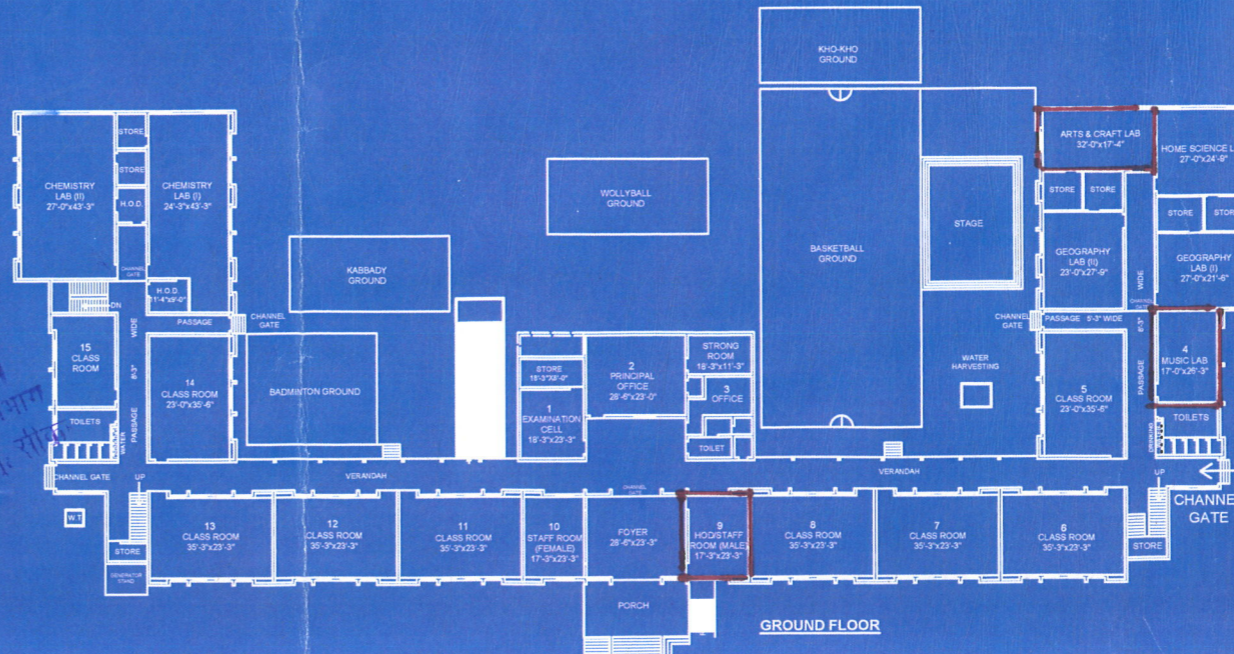 KHO-KHO
GROUND
ARTS & CRAFT LAB
32'-0"x17'-4"
HOME SCIENCE L
27'-0"x24'-9"
STORE
STORE
H.O.D.
CHEMISTRY
LAB (II)
27'-0"x43'-3"
CHEMISTRY
LAB (I)
24'-3"x43'-3"
CHANNEL
GATE
H.O.D.
11'-4"x9'-0"
DN
WIDE
PASSAGE
CHANNEL
GATE
KABBADY
GROUND
WOLLYBALL
GROUND
BASKETBALL
GROUND
STAGE
STORE
STORE
GEOGRAPHY
LAB (II)
23'-0"x27'-9"
WIDE
STORE
STOR
GEOGRAPHY
LAB (I)
27'-0"x21'-6"
CHANNEL
GATE
PASSAGE 5'-3" WIDE
15
CLASS
ROOM
8'-3"
PASSAGE
14
CLASS ROOM
23'-0"x35'-6"
BADMINTON GROUND
STORE
1
EXAMINATION
CELL
18'-3"x23'-3"
2
PRINCIPAL
OFFICE
28'-6"x23'-0"
STRONG
ROOM
18'-3"x11'-3"
3
OFFICE
TOILET
WATER
HARVESTING
5
CLASS ROOM
23'-0"x35'-6"
8'-3"
PASSAGE
4
MUSIC LAB
17'-0"x26'-3"
TOILETS
WATER
TOILETS
DRINKING
CHANNEL GATE
UP
VERANDAH
CHANNEL
GATE
VERANDAH
UP
CHANNE
GATE
W T
STORE
GENERATOR
STAND
13
CLASS ROOM
35'-3"x23'-3"
12
CLASS ROOM
35'-3"x23'-3"
11
CLASS ROOM
35'-3"x23'-3"
10
STAFF ROOM
(FEMALE)
17'-3"x23'-3"
FOYER
28'-6"x23'-3"
9
HOD/STAFF
ROOM (MALE)
17'-3"x23'-3"
8
CLASS ROOM
35'-3"x23'-3"
7
CLASS ROOM
35'-3"x23'-3"
6
CLASS ROOM
35'-3"x23'-3"
STORE
PORCH
GROUND FLOOR